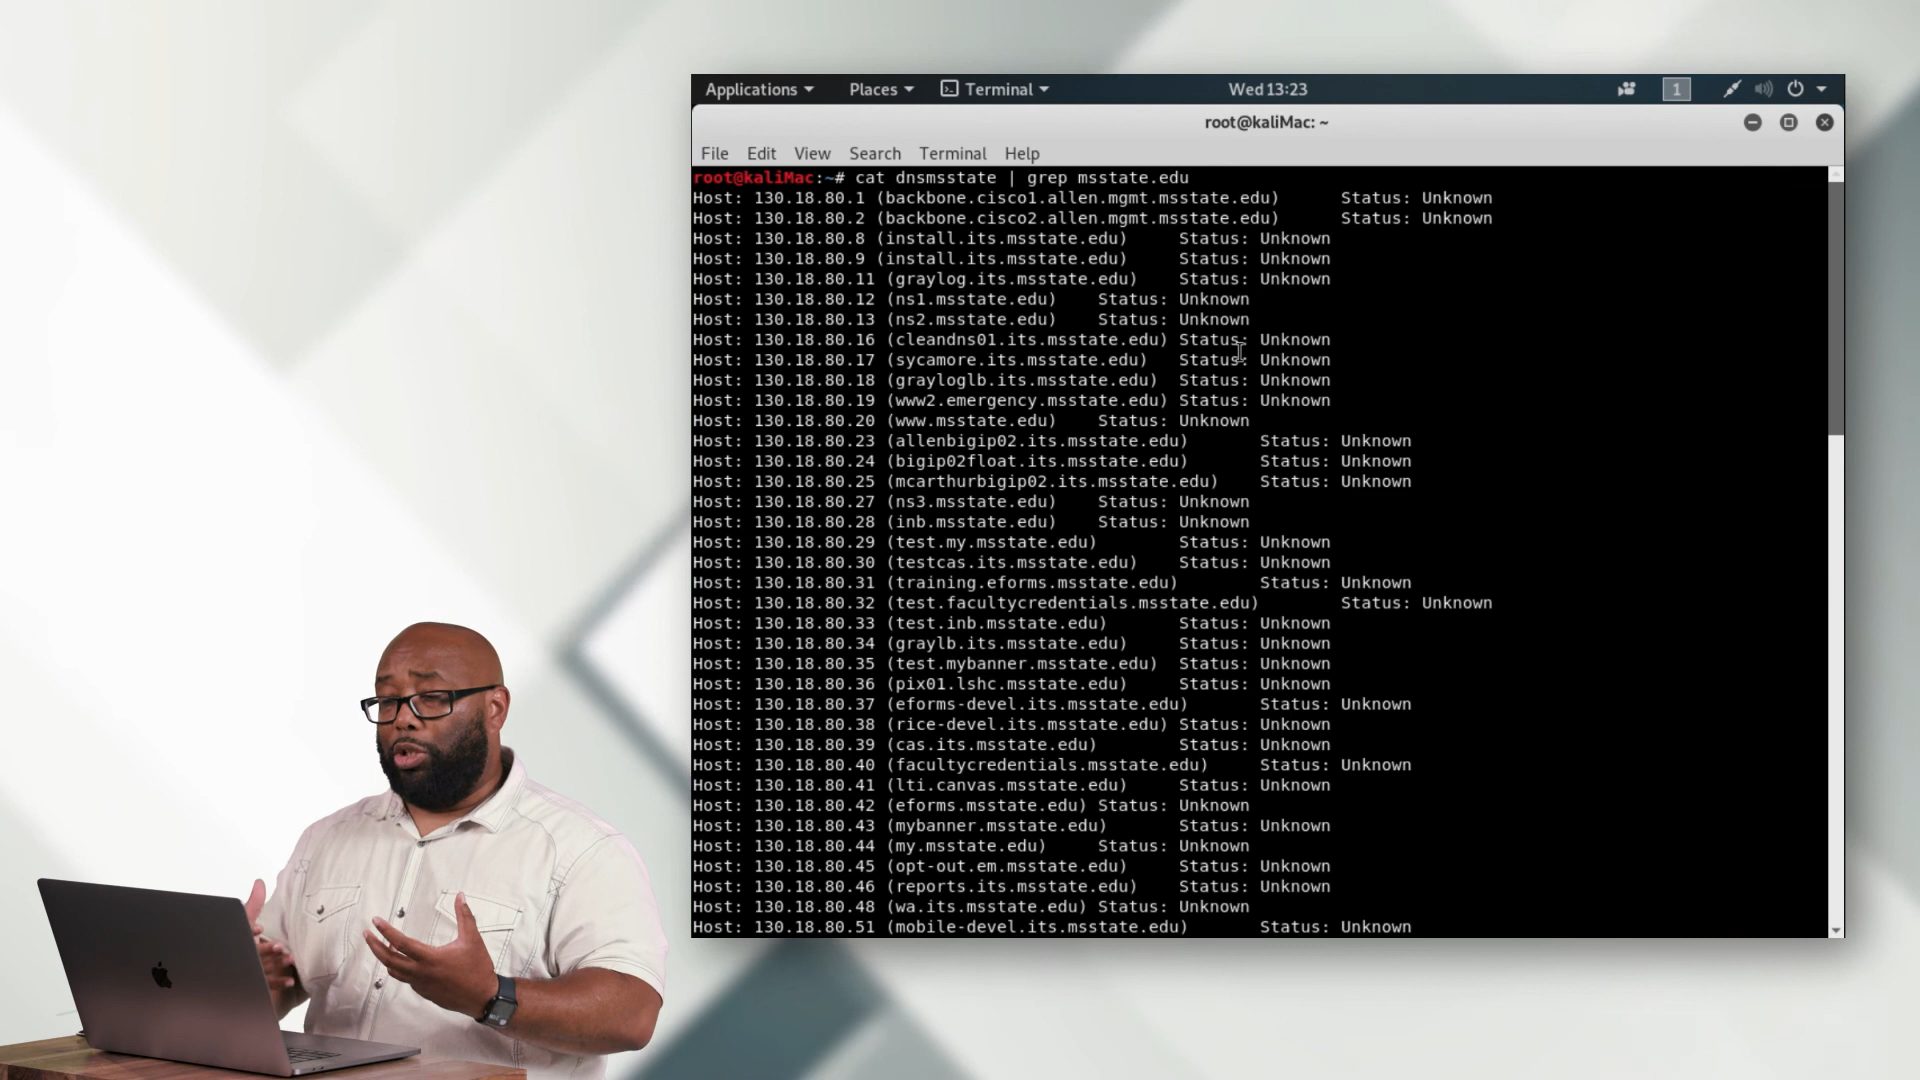 Applications Places Terminal Wed 13:23 1
root@kaliMac: ~
File Edit View Search Terminal Help
root@kaliMac:~# cat dnsmsstate | grep msstate.edu
Host: 130.18.80.1 (backbone.cisco1.allen.mgmt.msstate.edu) Status: Unknown
Host: 130.18.80.2 (backbone.cisco2.allen.mgmt.msstate.edu) Status: Unknown
Host: 130.18.80.8 (install.its.msstate.edu) Status: Unknown
Host: 130.18.80.9 (install.its.msstate.edu) Status: Unknown
Host: 130.18.80.11 (graylog.its.msstate.edu) Status: Unknown
Host: 130.18.80.12 (ns1.msstate.edu) Status: Unknown
Host: 130.18.80.13 (ns2.msstate.edu) Status: Unknown
Host: 130.18.80.16 (cleandns01.its.msstate.edu) Status: Unknown
Host: 130.18.80.17 (sycamore.its.msstate.edu) Status: Unknown
Host: 130.18.80.18 (grayloglb.its.msstate.edu) Status: Unknown
Host: 130.18.80.19 (www2.emergency.msstate.edu) Status: Unknown
Host: 130.18.80.20 (www.msstate.edu) Status: Unknown
Host: 130.18.80.23 (allenbigip02.its.msstate.edu) Status: Unknown
Host: 130.18.80.24 (bigip02float.its.msstate.edu) Status: Unknown
Host: 130.18.80.25 (mcarthurbigip02.its.msstate.edu) Status: Unknown
Host: 130.18.80.27 (ns3.msstate.edu) Status: Unknown
Host: 130.18.80.28 (inb.msstate.edu) Status: Unknown
Host: 130.18.80.29 (test.my.msstate.edu) Status: Unknown
Host: 130.18.80.30 (testcas.its.msstate.edu) Status: Unknown
Host: 130.18.80.31 (training.eforms.msstate.edu) Status: Unknown
Host: 130.18.80.32 (test.facultycredentials.msstate.edu) Status: Unknown
Host: 130.18.80.33 (test.inb.msstate.edu) Status: Unknown
Host: 130.18.80.34 (graylb.its.msstate.edu) Status: Unknown
Host: 130.18.80.35 (test.mybanner.msstate.edu) Status: Unknown
Host: 130.18.80.36 (pix01.lshc.msstate.edu) Status: Unknown
Host: 130.18.80.37 (eforms-devel.its.msstate.edu) Status: Unknown
Host: 130.18.80.38 (rice-devel.its.msstate.edu) Status: Unknown
Host: 130.18.80.39 (cas.its.msstate.edu) Status: Unknown
Host: 130.18.80.40 (facultycredentials.msstate.edu) Status: Unknown
Host: 130.18.80.41 (lti.canvas.msstate.edu) Status: Unknown
Host: 130.18.80.42 (eforms.msstate.edu) Status: Unknown
Host: 130.18.80.43 (mybanner.msstate.edu) Status: Unknown
Host: 130.18.80.44 (my.msstate.edu) Status: Unknown
Host: 130.18.80.45 (opt-out.em.msstate.edu) Status: Unknown
Host: 130.18.80.46 (reports.its.msstate.edu) Status: Unknown
Host: 130.18.80.48 (wa.its.msstate.edu) Status: Unknown
Host: 130.18.80.51 (mobile-devel.its.msstate.edu) Status: Unknown